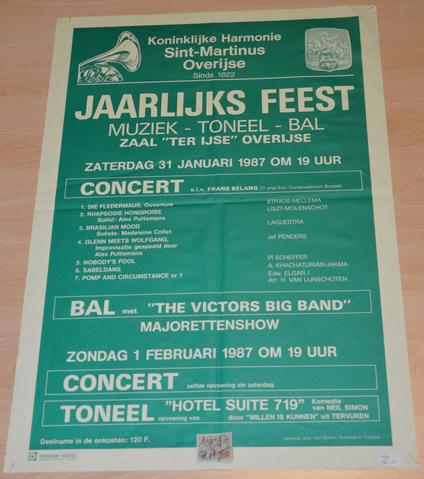 Koninklijke Harmonie
Sint-Martinus
Overijse
Sinds 1822
JAARLIJKS FEEST
MUZIEK - TONEEL - BAL
ZAAL "TER IJSE" OVERIJSE
ZATERDAG 31 JANUARI 1987 OM 19 UUR
CONCERT o.l.v. FRANS BELANG (1e prijs Kon. Conservatorium Brussel)
1. DIE FLEDERMAUS, Ouverture STRAUS-MELLEMA
2. RHAPSODIE HONGROISE LISZT-MOLENSCHOT
Solist: Alex Puttemans
3. BRASILIAN MOOD LAGUESTRA
Soliste: Madeleine Collet
4. GLENN MEETS WOLFGANG, Jef PENDERS
Improvisatie gespeeld door
Alex Puttemans
5. NOBODY'S FOOL Pi SCHEFFER
6. SABELDANS A. KHACHATURIAN-JAKMA
7. POMP AND CIRCUMSTANCE nr 1 Edw. ELGAR /
Arr. H. VAN LIJNSCHOTEN
BAL met "THE VICTORS BIG BAND"
MAJORETTENSHOW
ZONDAG 1 FEBRUARI 1987 OM 19 UUR
CONCERT zelfde opvoering als zaterdag
TONEEL opvoering van "HOTEL SUITE 719" Komedie van NEIL SIMON
door "WILLEN IS KUNNEN" uit TERVUREN
Deelname in de onkosten: 120 F.